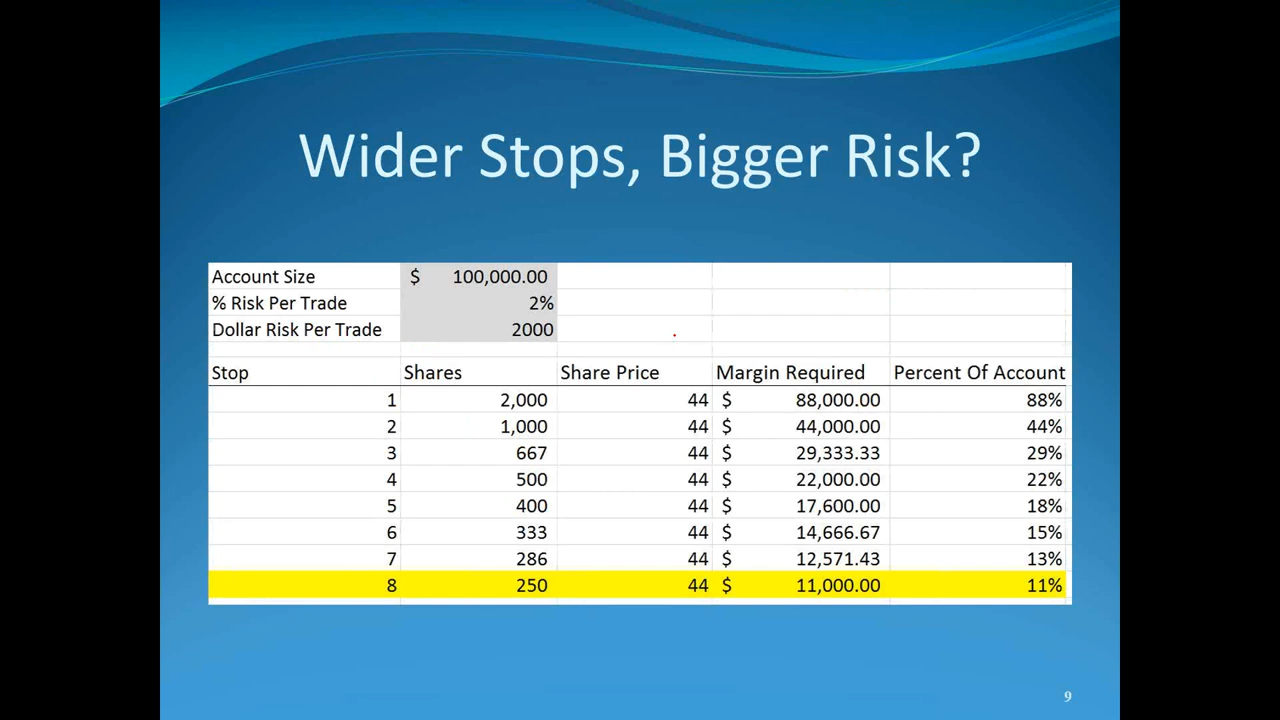 Wider Stops, Bigger Risk?
Account Size $ 100,000.00
% Risk Per Trade 2%
Dollar Risk Per Trade 2000
Stop Shares Share Price Margin Required Percent Of Account
1 2,000 44 $ 88,000.00 88%
2 1,000 44 $ 44,000.00 44%
3 667 44 $ 29,333.33 29%
4 500 44 $ 22,000.00 22%
5 400 44 $ 17,600.00 18%
6 333 44 $ 14,666.67 15%
7 286 44 $ 12,571.43 13%
8 250 44 $ 11,000.00 11%
9